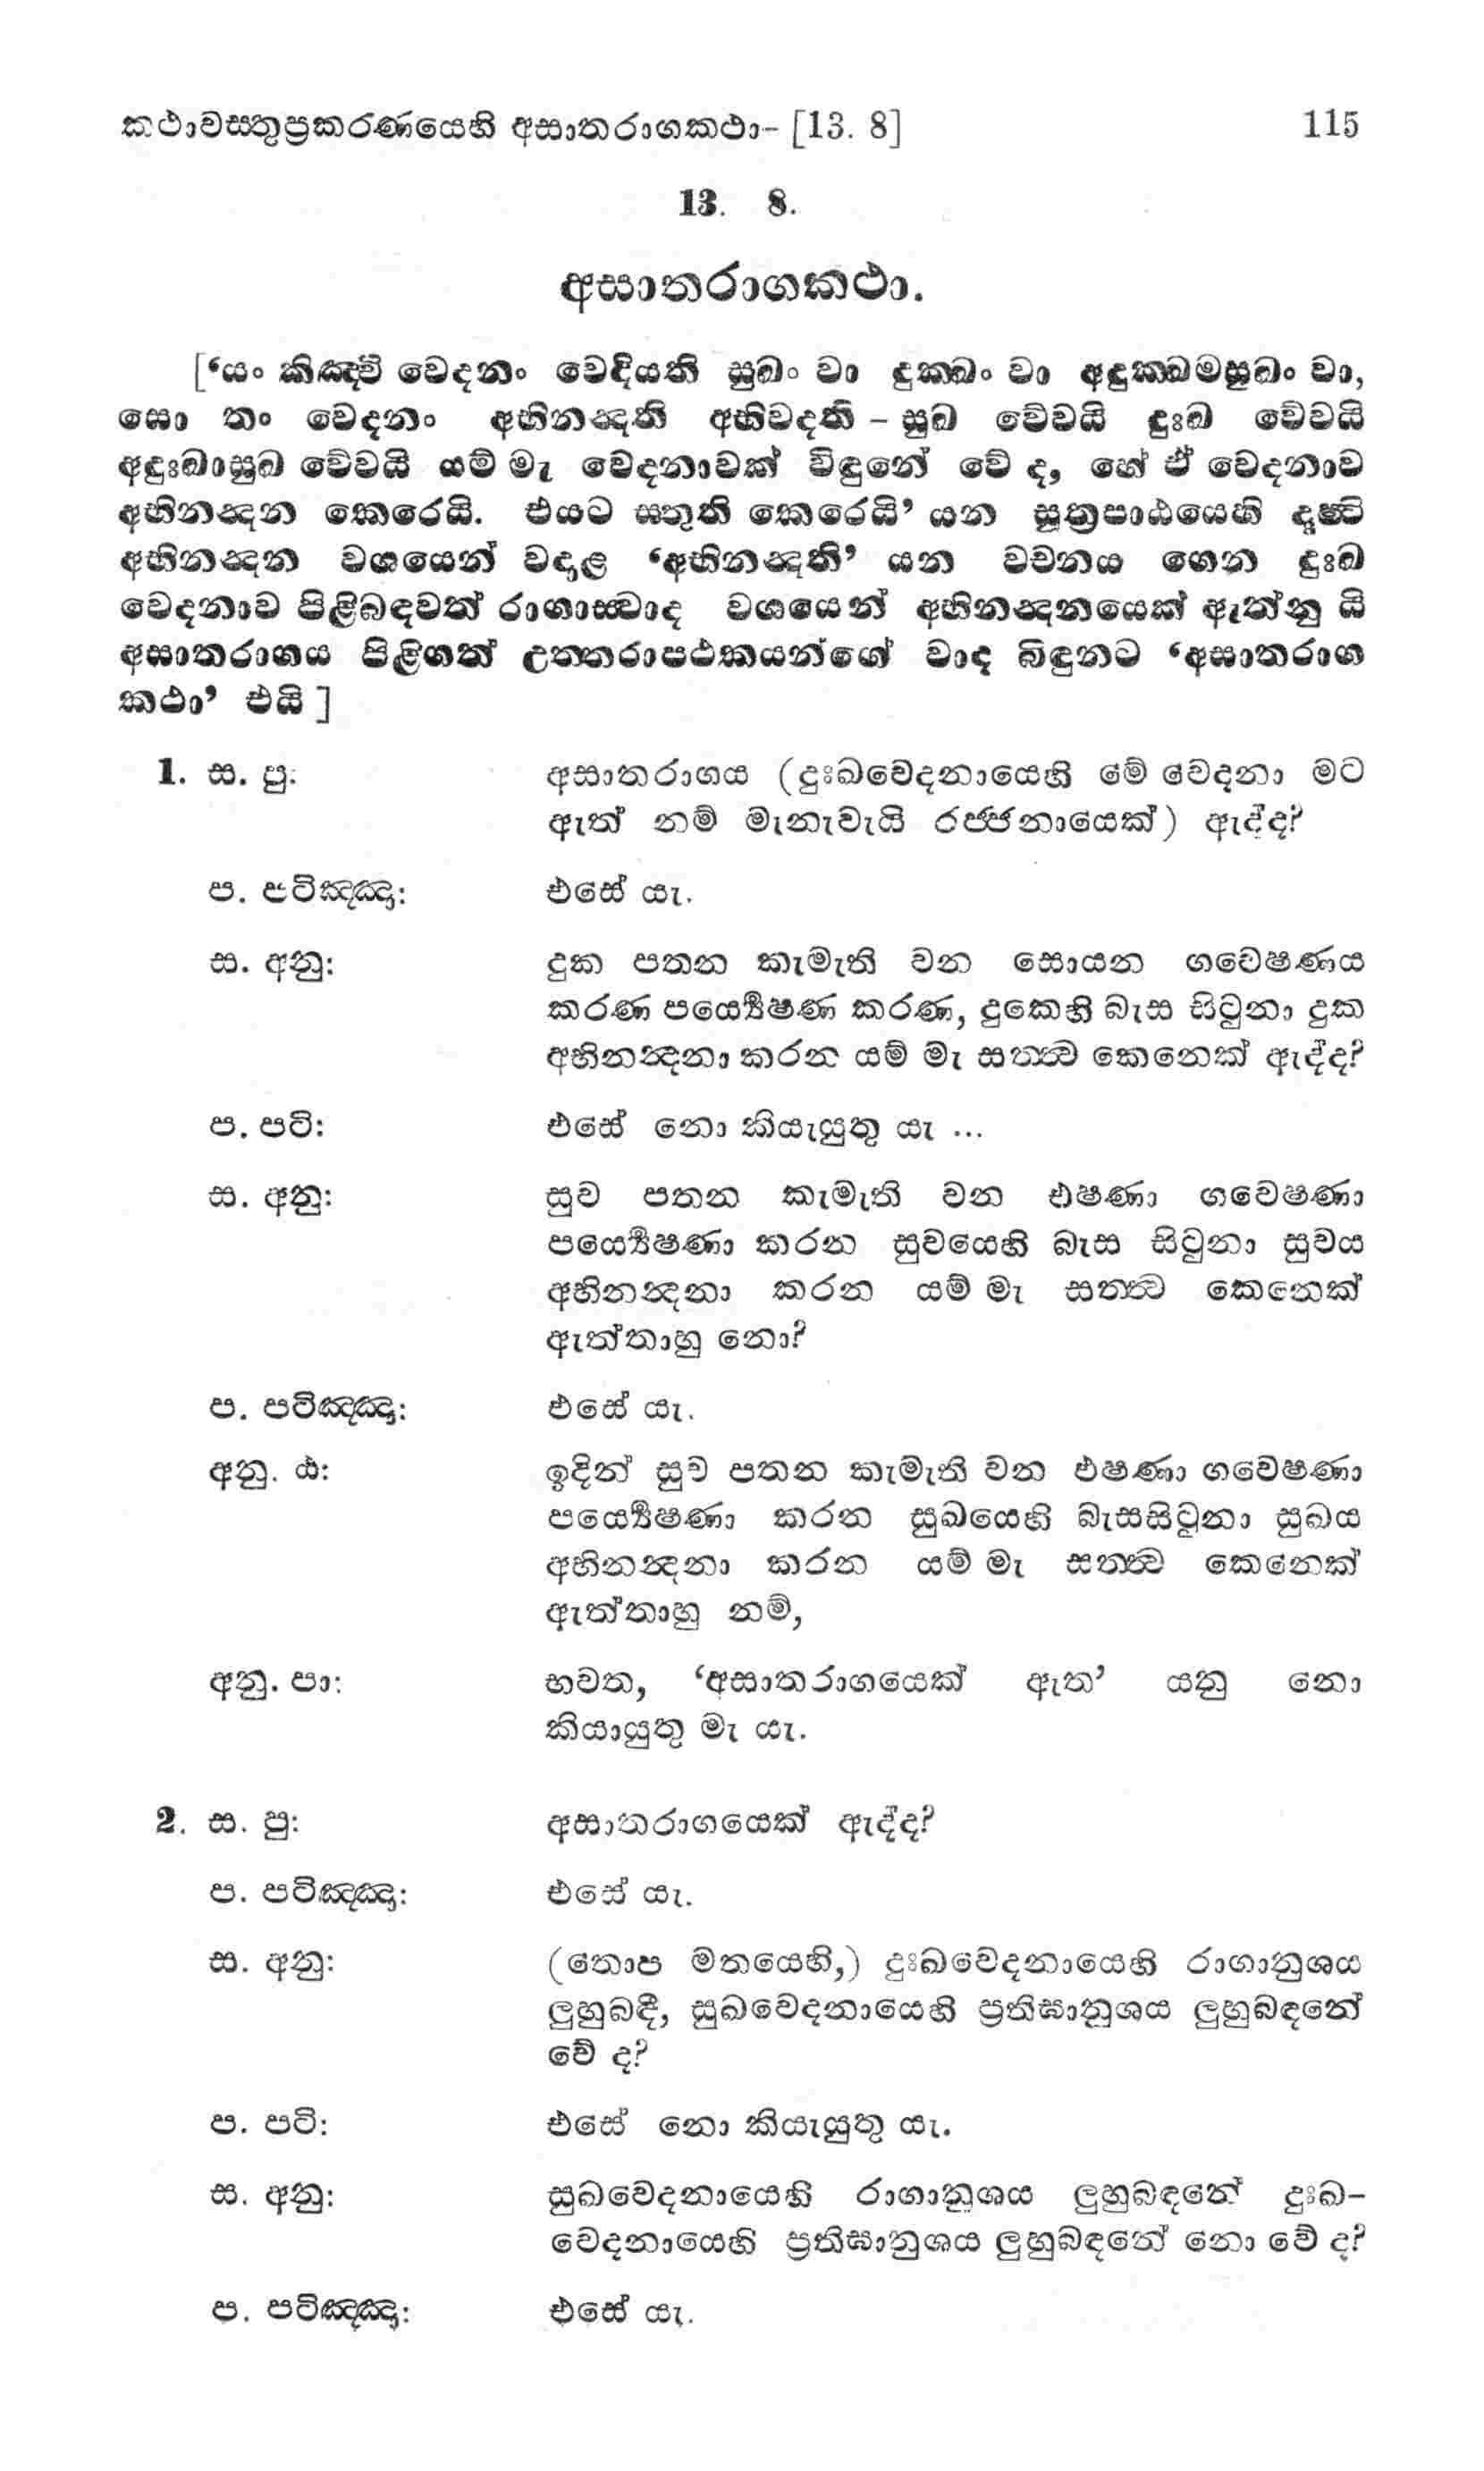 කථාවස්තුප්‍රකරණයෙහි අසාතරාගකථා- [13. 8] 115
13. 8.
අසාතරාගකථා.
[‘යං කිඤ්චි වෙදනං වෙදියති සුඛං වා දුක්ඛං වා අදුක්ඛමසුඛං වා,
සො තං වෙදනං අභිනන්දති අභිවදති – සුඛ වේවයි දුඃඛ වේවයි
අදුඃඛාසුඛ වේවයි යම් මැ වෙදනාවක් විඳුනේ වේ ද, හේ ඒ වෙදනාව
අභිනන්දන කෙරෙයි. එයට සතුති කෙරෙයි’ යන සූත්‍රපාඨයෙහි දෘෂ්ටි
අභිනන්දන වශයෙන් වදාළ ‘අභිනන්දති’ යන වචනය ගෙන දුඃඛ
වෙදනාව පිළිබඳවත් රාගාස්වාද වශයෙන් අභිනන්දනයෙක් ඇත්නු යි
අසාතරාගය පිළිගත් උත්තරාපථකයන්ගේ වාද බිඳුනට ‘අසාතරාග
කථා’ එයි]
1. ස. පු: අසාතරාගය (දුඃඛවෙදනායෙහි මේ වෙදනා මට
ඇත් නම් මැනැවැයි රජ්ජනායෙක්) ඇද්ද?
ප. පටිඤ්ඤා: එසේ යැ.
ස. අනු: දුක පතන කැමැති වන සොයන ගවෙෂණය
කරණ පර්‍ය්‍යෙෂණ කරණ, දුකෙහි බැස සිටුනා දුක
අභිනන්දනා කරන යම් මැ සත්ත්ව කෙනෙක් ඇද්ද?
ප. පටි: එසේ නො කියැයුතු යැ ...
ස. අනු: සුව පතන කැමැති වන එෂණා ගවෙෂණා
පර්‍ය්‍යෙෂණා කරන සුවයෙහි බැස සිටුනා සුවය
අභිනන්දනා කරන යම් මැ සත්ත්ව කෙනෙක්
ඇත්තාහු නො?
ප. පටිඤ්ඤා: එසේ යැ.
අනු. ඨ: ඉදින් සුව පතන කැමැති වන එෂණා ගවෙෂණා
පර්‍ය්‍යෙෂණා කරන සුඛයෙහි බැසසිටුනා සුඛය
අභිනන්දනා කරන යම් මැ සත්ත්ව කෙනෙක්
ඇත්තාහු නම්,
අනු. පා: භවත, ‘අසාතරාගයෙක් ඇත’ යනු නො
කියායුතු මැ යැ.
2. ස. පු: අසාතරාගයෙක් ඇද්ද?
ප. පටිඤ්ඤා: එසේ යැ.
ස. අනු: (තොප මතයෙහි,) දුඃඛවෙදනායෙහි රාගානුශය
ලුහුබඳී, සුඛවෙදනායෙහි ප්‍රතිඝානුශය ලුහුබඳනේ
වේ ද?
ප. පටි: එසේ නො කියැයුතු යැ.
ස. අනු: සුඛවෙදනායෙහි රාගානුශය ලුහුබඳනේ දුඃඛ-
වෙදනායෙහි ප්‍රතිඝානුශය ලුහුබඳනේ නො වේ ද?
ප. පටිඤ්ඤා: එසේ යැ.